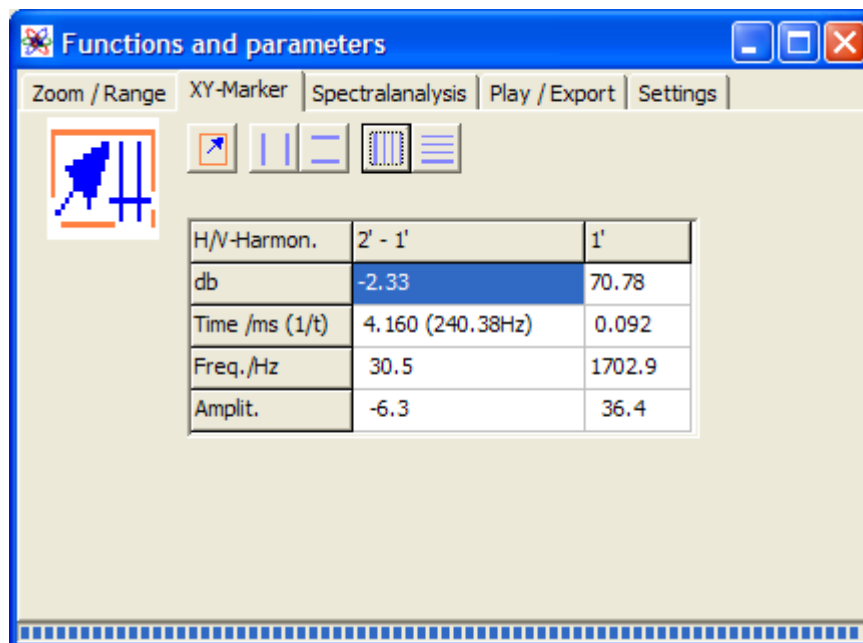 Functions and parameters
Zoom / Range XY-Marker Spectralanalysis Play / Export Settings
H/V-Harmon. 2' - 1' 1'
db -2.33 70.78
Time /ms (1/t) 4.160 (240.38Hz) 0.092
Freq./Hz 30.5 1702.9
Amplit. -6.3 36.4